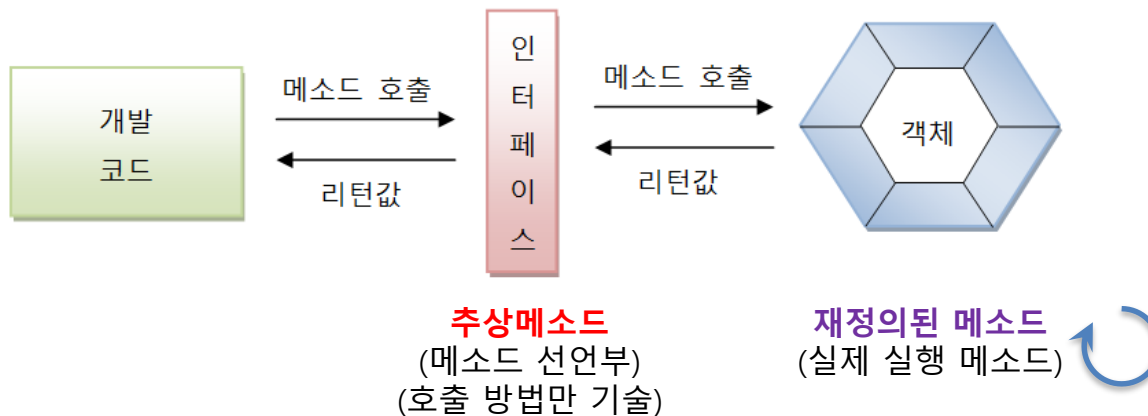 개발
코드
메소드 호출
리턴값
인
터
페
이
스
메소드 호출
리턴값
객체
추상메소드
(메소드 선언부)
(호출 방법만 기술)
재정의된 메소드
(실제 실행 메소드)